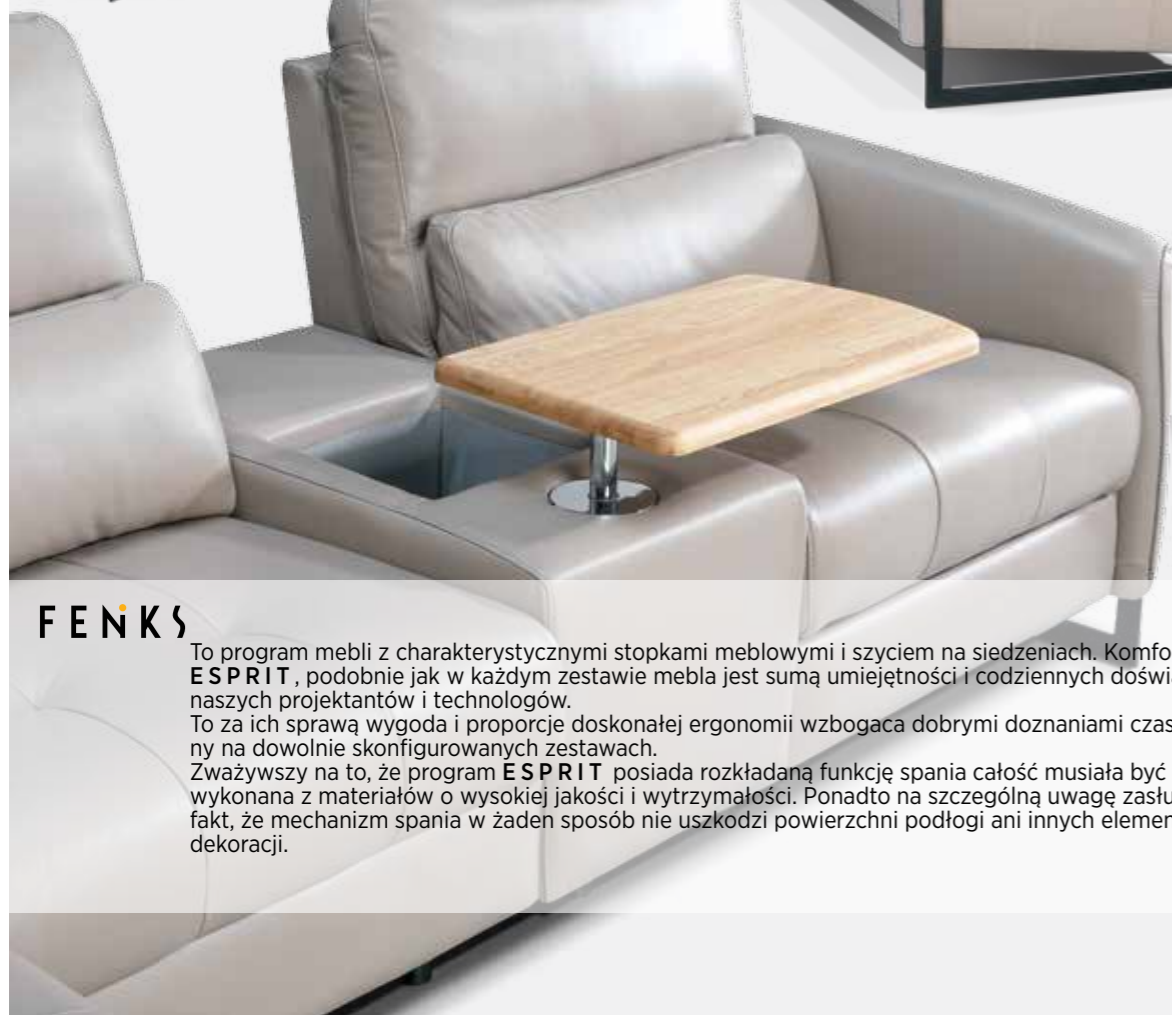 FENKS
To program mebli z charakterystycznymi stopkami meblowymi i szyciem na siedzeniach. Komfo
ESPRIT, podobnie jak w każdym zestawie mebla jest sumą umiejętności i codziennych doświa
naszych projektantów i technologów.
To za ich sprawą wygoda i proporcje doskonałej ergonomii wzbogaca dobrymi doznaniami czas
ny na dowolnie skonfigurowanych zestawach.
Zważywszy na to, że program ESPRIT posiada rozkładaną funkcję spania całość musiała być
wykonana z materiałów o wysokiej jakości i wytrzymałości. Ponadto na szczególną uwagę zasłu
fakt, że mechanizm spania w żaden sposób nie uszkodzi powierzchni podłogi ani innych elemen
dekoracji.